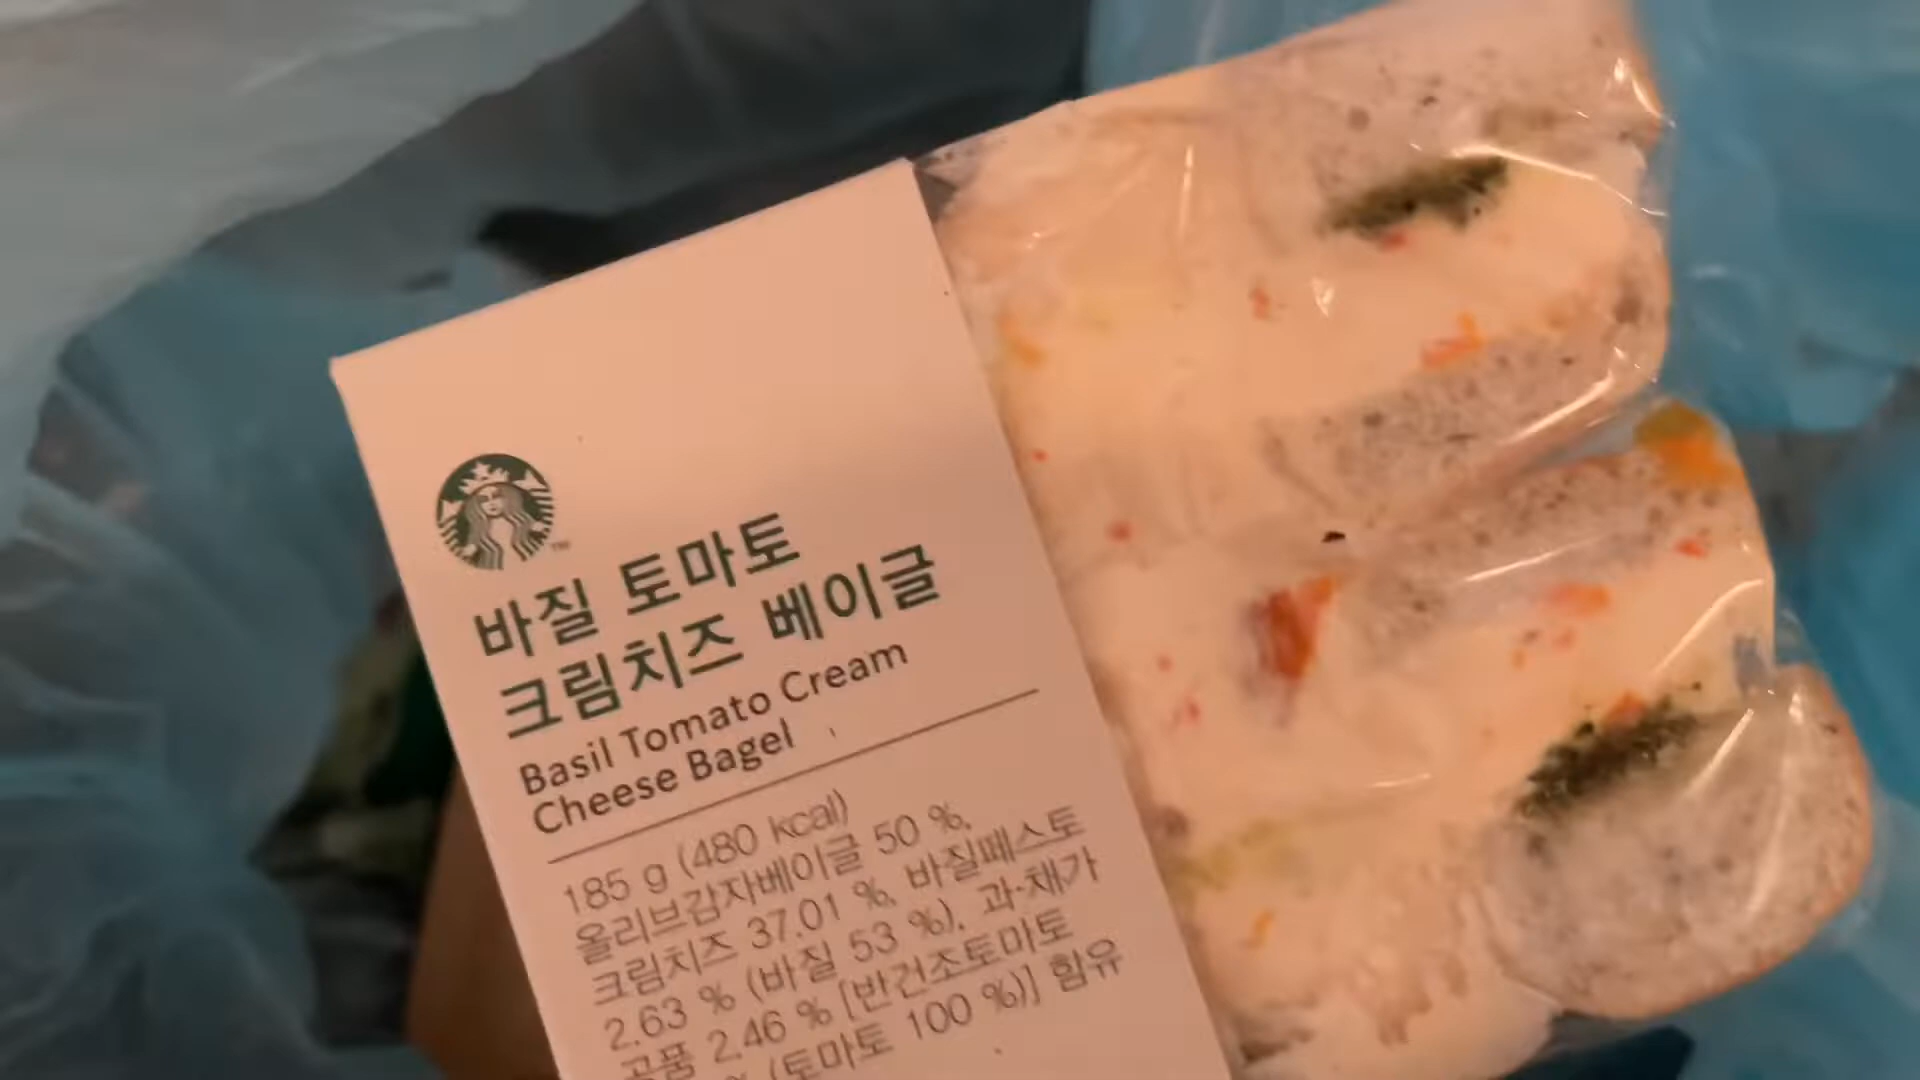 바질 토마토
크림치즈 베이글
Basil Tomato Cream
Cheese Bagel
185 g (480 kcal)
올리브감자베이글 50 %,
크림치즈 37.01 %, 바질페스토
2.63 % (바질 53 %), 과·채가
공품 2.46 % [반건조토마토
% (토마토 100 %)] 함유